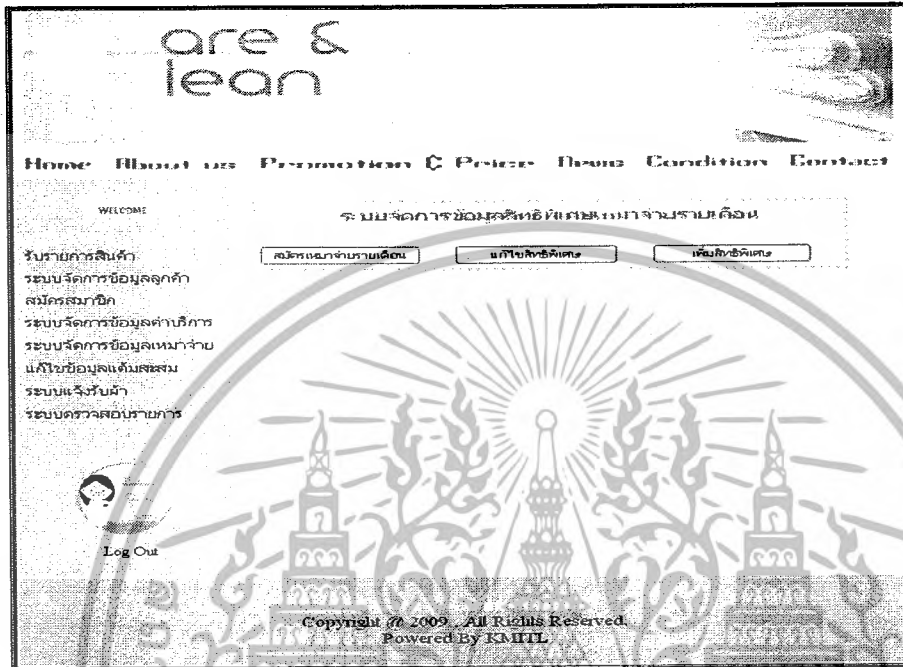 are &
lean
Home About us Promotion & Price News Condition Contact
WELCOME
ระบบจัดการข้อมูลสิทธิพิเศษเหมาจ่ายรายเดือน
สมัครเหมาจ่ายรายเดือน แก้ไขสิทธิพิเศษ เพิ่มสิทธิพิเศษ
รับรายการสินค้า
ระบบจัดการข้อมูลลูกค้า
สมัครสมาชิก
ระบบจัดการข้อมูลค่าบริการ
ระบบจัดการข้อมูลเหมาจ่าย
แก้ไขข้อมูลแต้มสะสม
ระบบแจ้งรับผ้า
ระบบตรวจสอบรายการ
Log Out
Copyright @ 2009 . All Rights Reserved.
Powered By KMITL